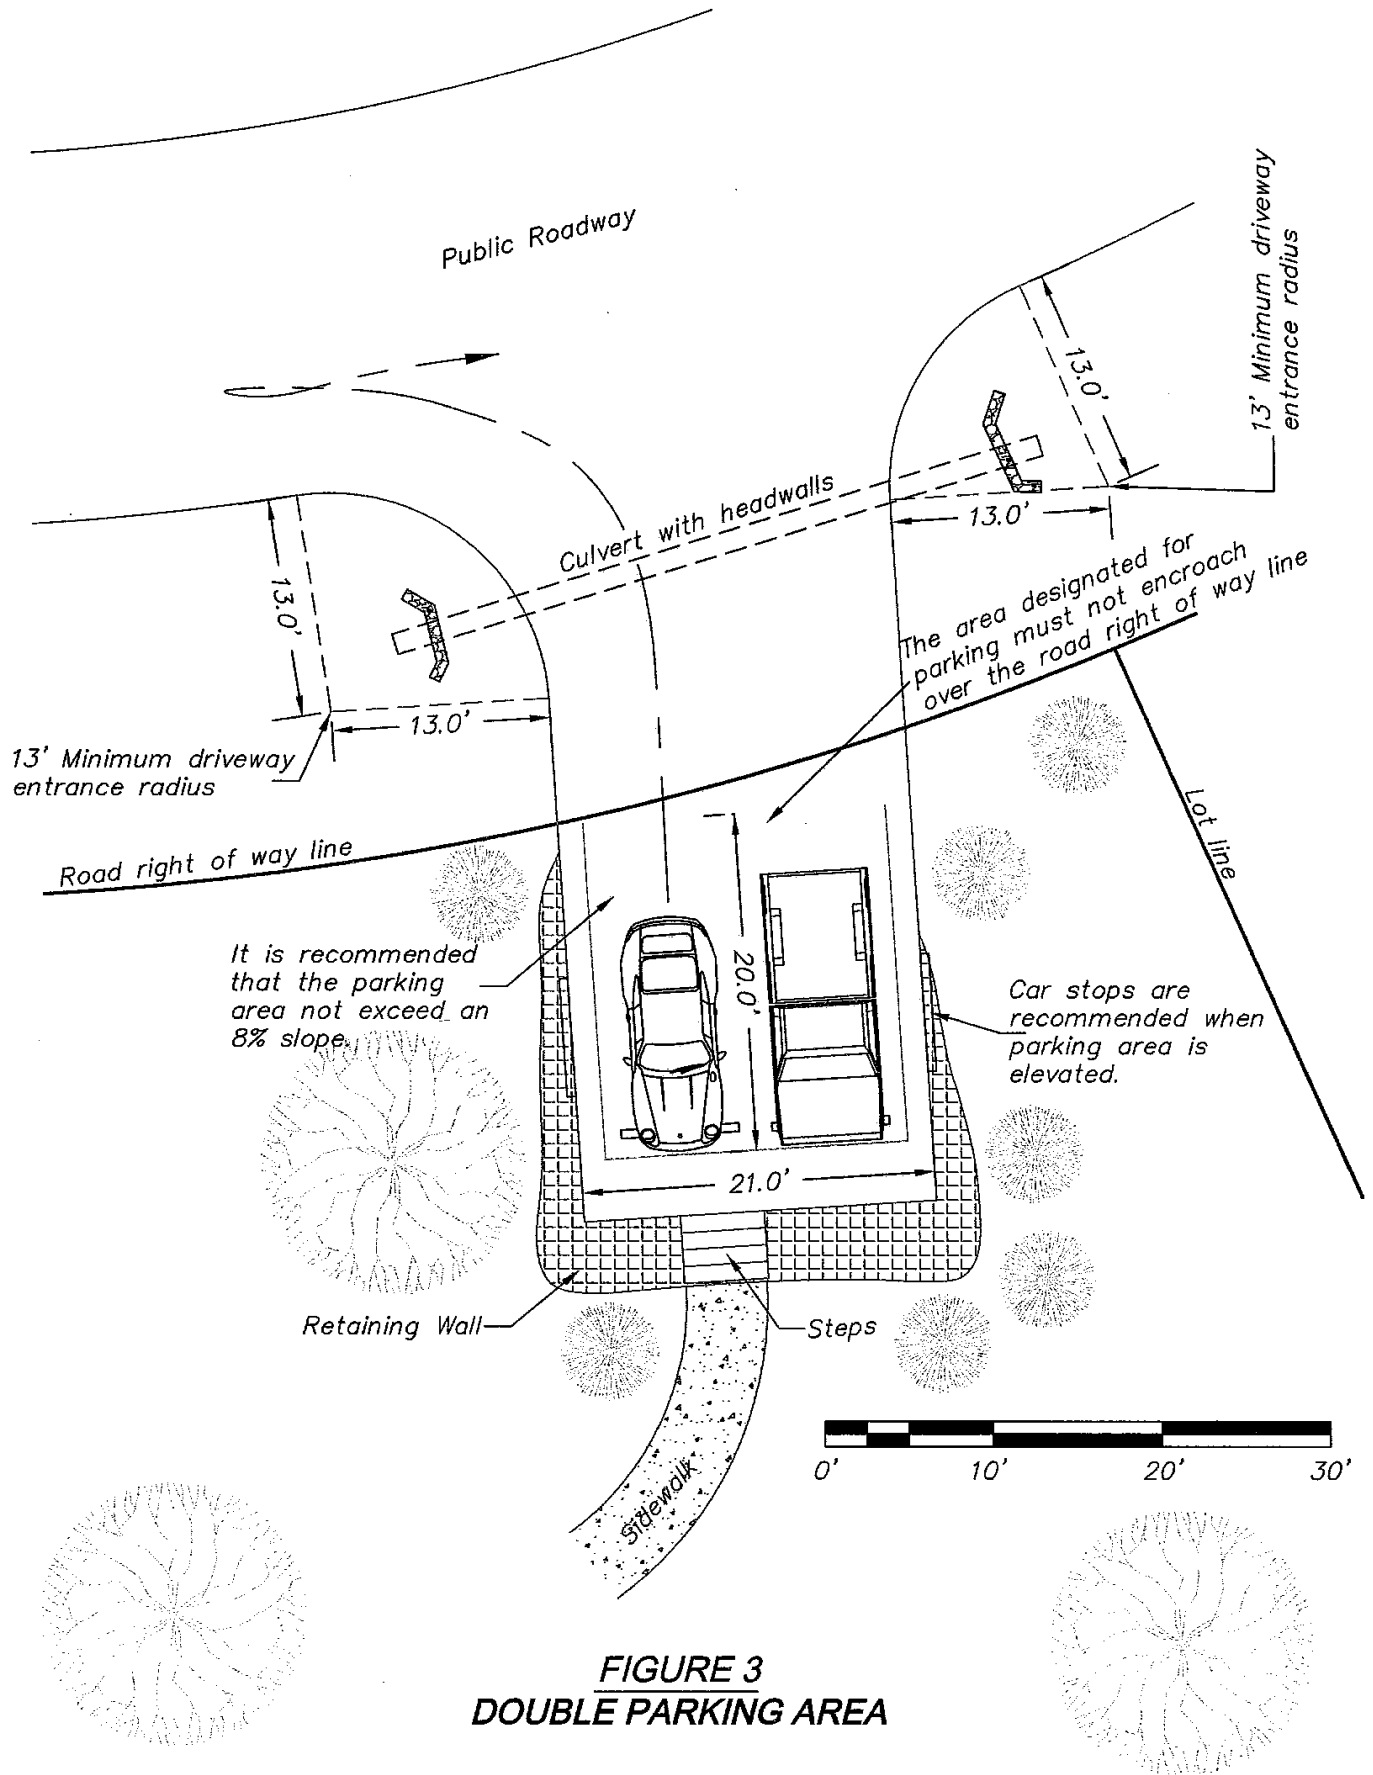 Public Roadway
13' Minimum driveway
entrance radius
13.0'
Culvert with headwalls
13.0'
13.0'
The area designated for
parking must not encroach
over the road right of way line
13.0'
13' Minimum driveway
entrance radius
Road right of way line
Lot line
It is recommended
that the parking
area not exceed an
8% slope.
20.0'
Car stops are
recommended when
parking area is
elevated.
21.0'
Retaining Wall
Steps
Sidewalk
0' 10' 20' 30'
FIGURE 3
DOUBLE PARKING AREA